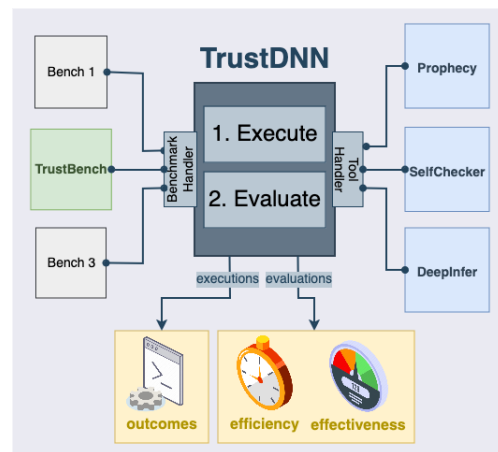 TrustDNN
Bench 1
TrustBench
Bench 3
Benchmark
Handler
1. Execute
2. Evaluate
Tool
Handler
Prophecy
SelfChecker
DeepInfer
executions
evaluations
outcomes
efficiency
effectiveness